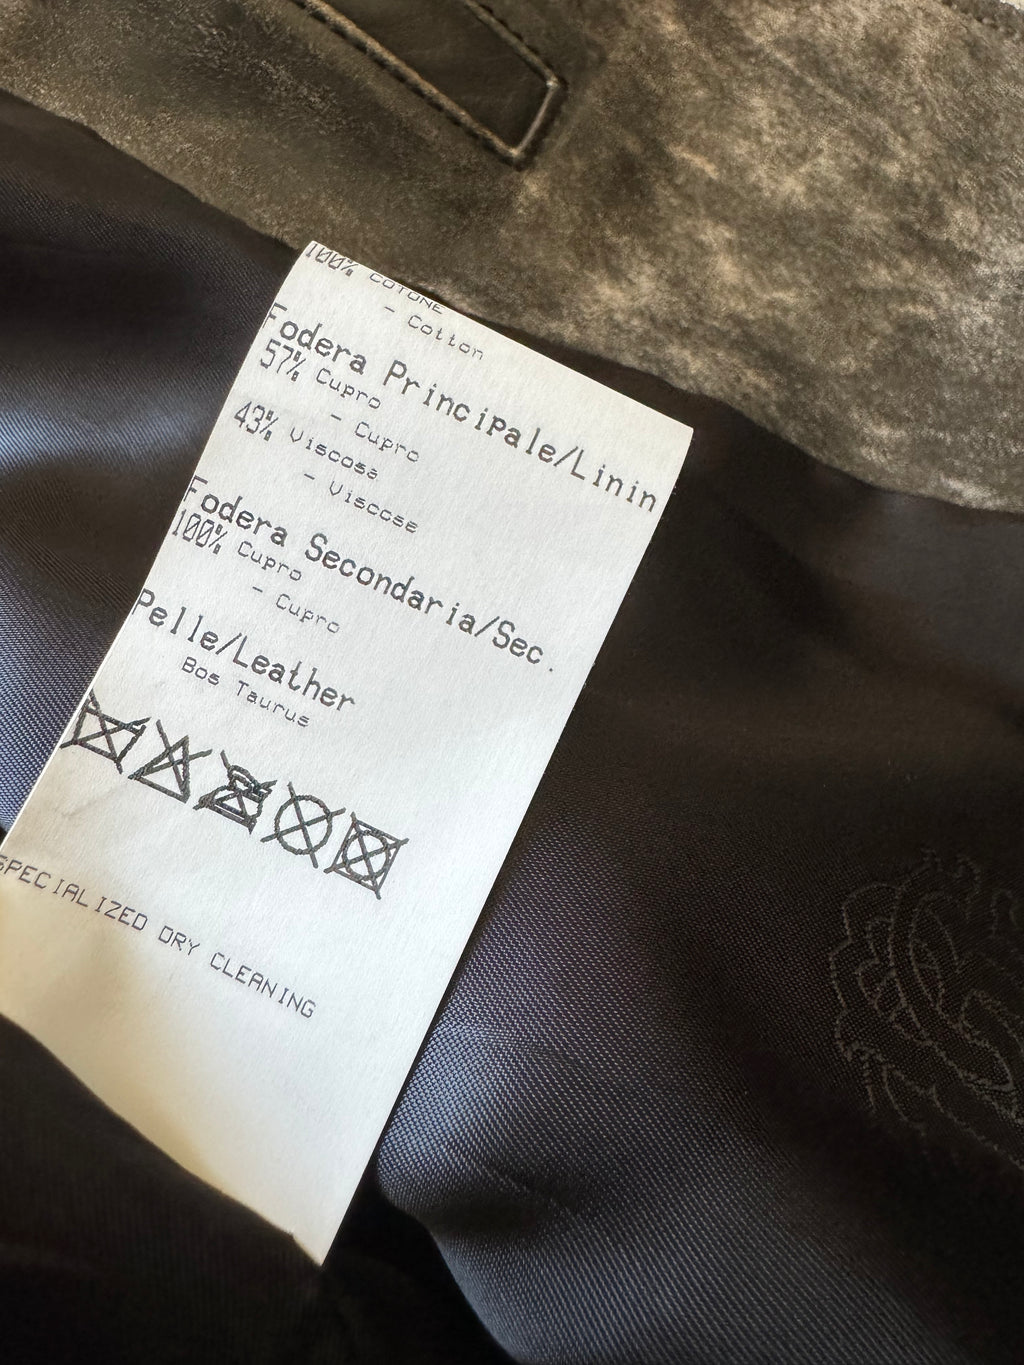 100% COTONE
- Cotton
Fodera Principale/Linin
57% Cupro
- Cupro
43% Viscosa
- Viscose
Fodera Secondaria/Sec.
100% Cupro
- Cupro
Pelle/Leather
Bos Taurus
SPECIALIZED DRY CLEANING